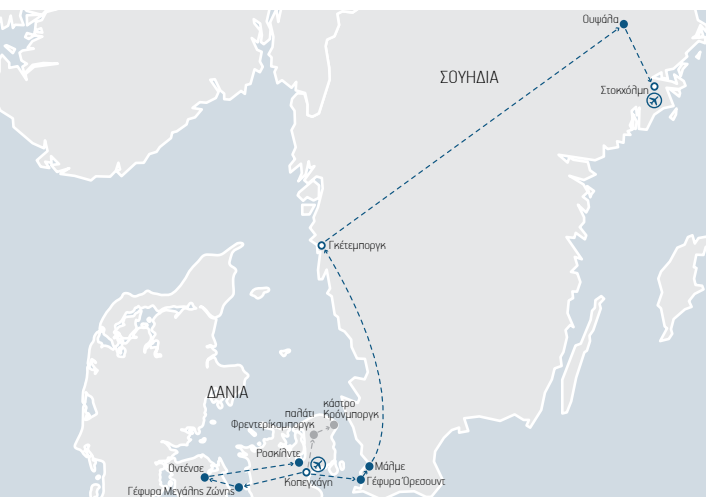 Ουψάλα
ΣΟΥΗΔΙΑ
Στοκχόλμη
Γκέτεμποργκ
ΔΑΝΙΑ
κάστρο
Κρόνμποργκ
παλάτι
Φρεντερίκσμποργκ
Ροσκίλντε
Οντένσε
Κοπεγχάγη
Μάλμε
Γέφυρα Όρεσουντ
Γέφυρα Μεγάλης Ζώνης